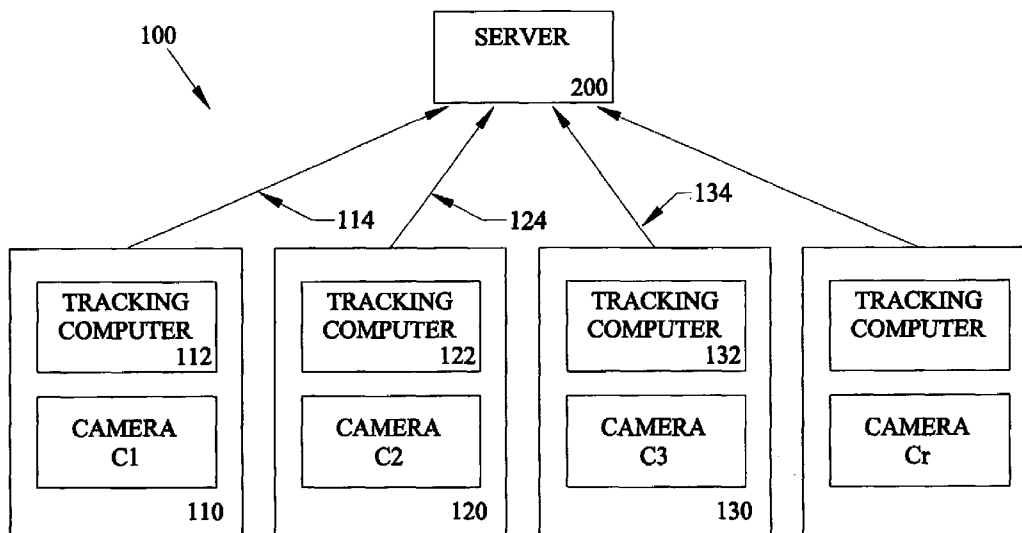 100
SERVER
200
114
124
134
TRACKING
COMPUTER
112
CAMERA
C1
110
TRACKING
COMPUTER
122
CAMERA
C2
120
TRACKING
COMPUTER
132
CAMERA
C3
130
TRACKING
COMPUTER
CAMERA
Cr